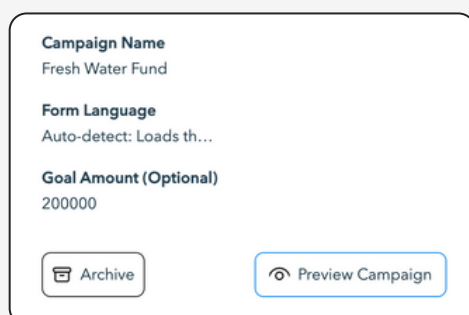 Campaign Name
Fresh Water Fund
Form Language
Auto-detect: Loads th...
Goal Amount (Optional)
200000
Archive
Preview Campaign